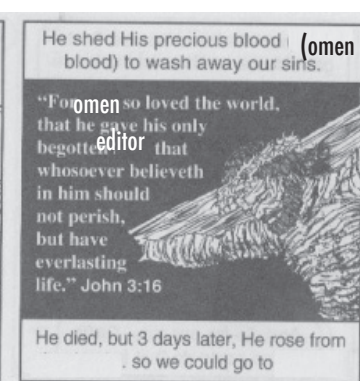 He shed His precious blood (omen
blood) to wash away our sins.
“For omen so loved the world,
that he gave his only
begotten editor that
whosoever believeth
in him should
not perish,
but have
everlasting
life.” John 3:16
He died, but 3 days later, He rose from
. so we could go to